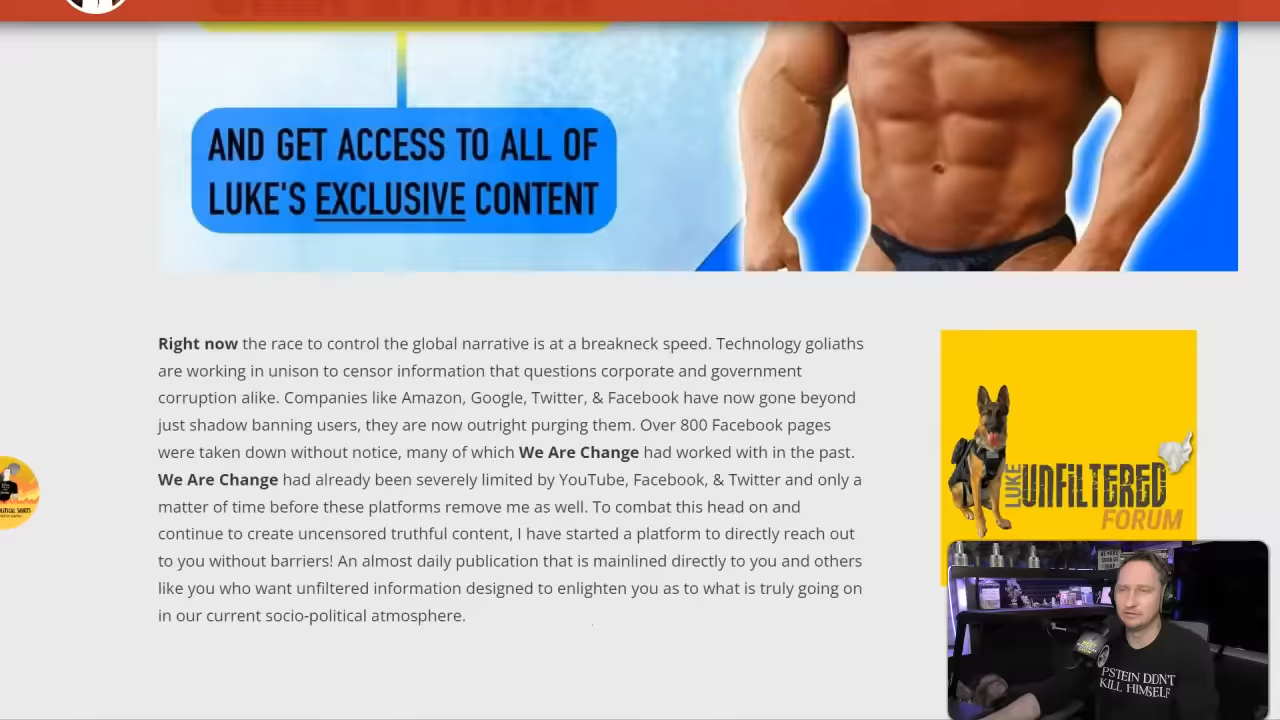 AND GET ACCESS TO ALL OF
LUKE'S EXCLUSIVE CONTENT
Right now the race to control the global narrative is at a breakneck speed. Technology goliaths
are working in unison to censor information that questions corporate and government
corruption alike. Companies like Amazon, Google, Twitter, & Facebook have now gone beyond
just shadow banning users, they are now outright purging them. Over 800 Facebook pages
were taken down without notice, many of which We Are Change had worked with in the past.
We Are Change had already been severely limited by YouTube, Facebook, & Twitter and only a
matter of time before these platforms remove me as well. To combat this head on and
continue to create uncensored truthful content, I have started a platform to directly reach out
to you without barriers! An almost daily publication that is mainlined directly to you and others
like you who want unfiltered information designed to enlighten you as to what is truly going on
in our current socio-political atmosphere.
LUKE UNFILTERED
FORUM
PSTEIN DDNT
KILL HIMSELF